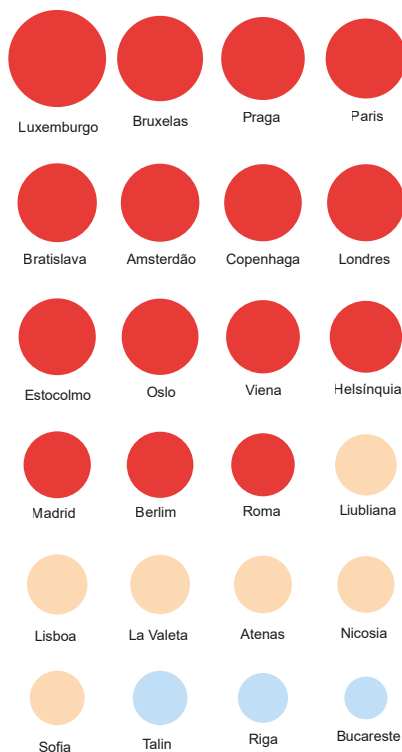 Luxemburgo
Bruxelas
Praga
Paris
Bratislava
Amsterdão
Copenhaga
Londres
Estocolmo
Oslo
Viena
Helsínquia
Madrid
Berlim
Roma
Liubliana
Lisboa
La Valeta
Atenas
Nicosia
Sofia
Talin
Riga
Bucareste